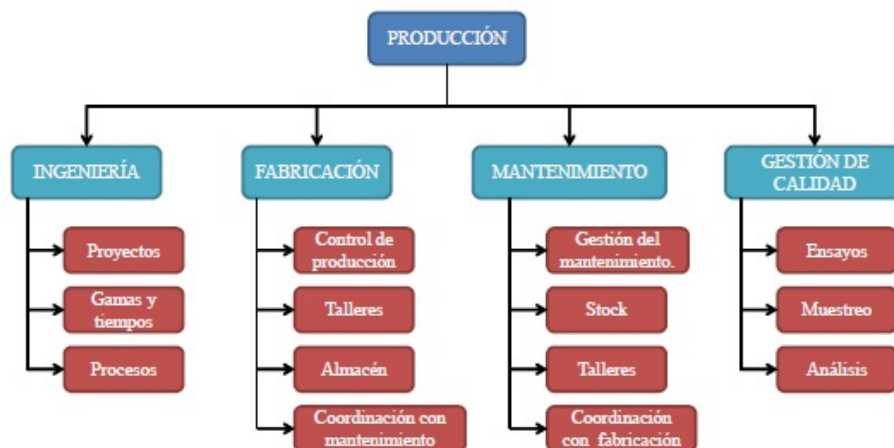 PRODUCCIÓN
INGENIERÍA
FABRICACIÓN
MANTENIMIENTO
GESTIÓN DE
CALIDAD
Proyectos
Gamas y
tiempos
Procesos
Control de
producción
Talleres
Almacén
Coordinación con
mantenimiento
Gestión del
mantenimiento.
Stock
Talleres
Coordinación
con fabricación
Ensayos
Muestreo
Análisis